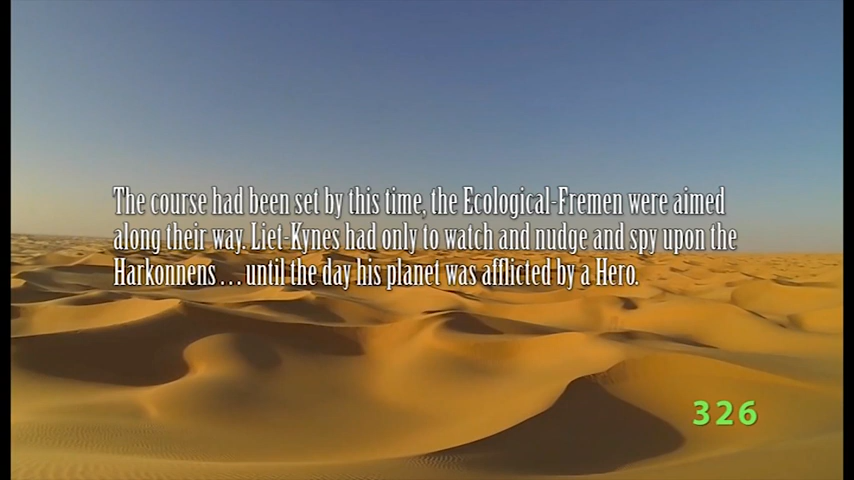 The course had been set by this time, the Ecological-Fremen were aimed
along their way. Liet-Kynes had only to watch and nudge and spy upon the
Harkonnens . . . until the day his planet was afflicted by a Hero.
326